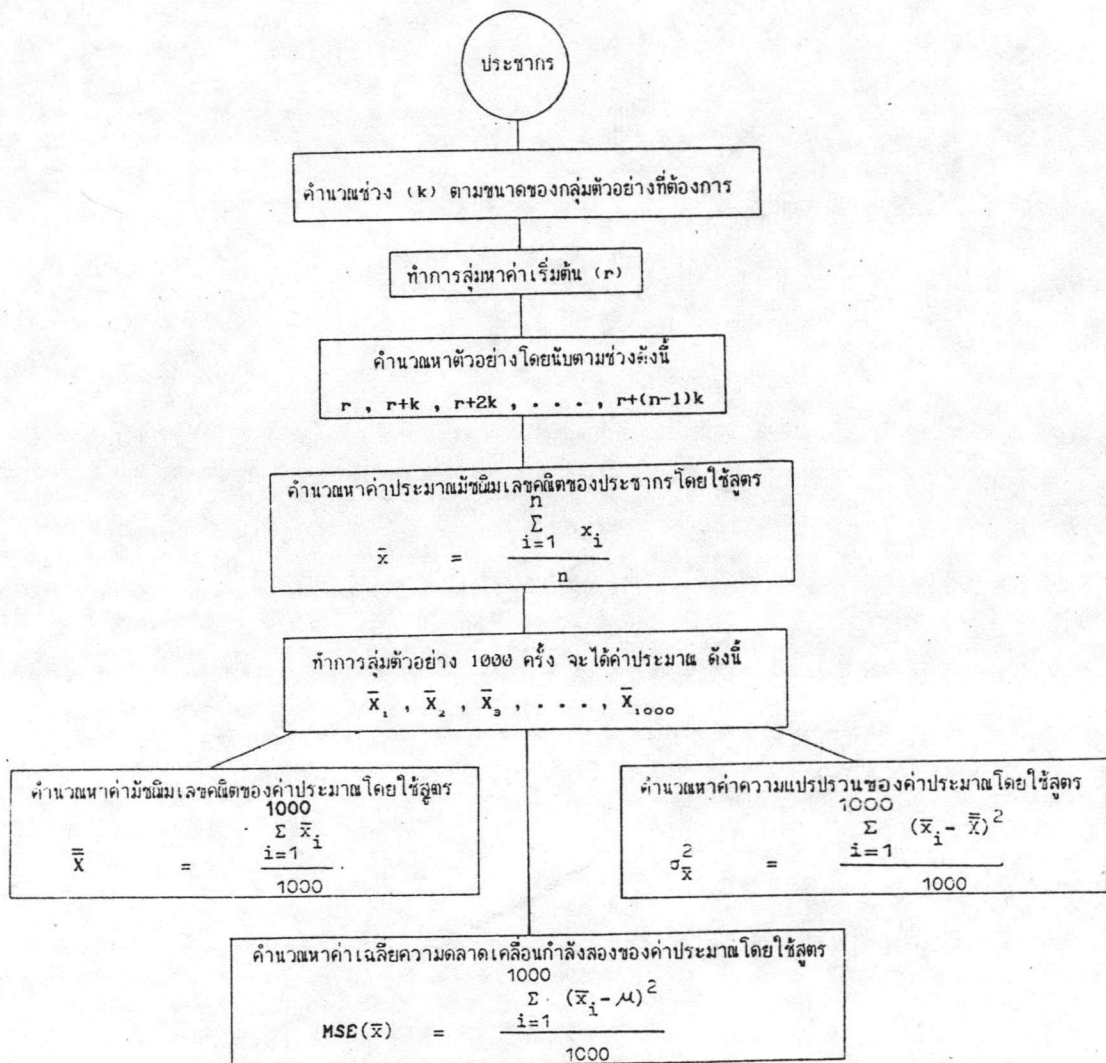 ประชากร
คำนวณช่วง (k) ตามขนาดของกลุ่มตัวอย่างที่ต้องการ
ทำการสุ่มหาค่าเริ่มต้น (r)
คำนวณหาตัวอย่างโดยนับตามช่วงดังนี้
r , r+k , r+2k , . . . , r+(n-1)k
คำนวณหาค่าประมาณมัชฌิมเลขคณิตของประชากรโดยใช้สูตร
n
Σ x_i
x̄ = i=1
n
ทำการสุ่มตัวอย่าง 1000 ครั้ง จะได้ค่าประมาณ ดังนี้
X̄₁ , X̄₂ , X̄₃ , . . . , X̄₁₀₀₀
คำนวณหาค่ามัชฌิมเลขคณิตของค่าประมาณโดยใช้สูตร
1000
Σ x̄_i
X̿ = i=1
1000
คำนวณหาค่าความแปรปรวนของค่าประมาณโดยใช้สูตร
1000
Σ (x̄_i - X̿)²
σ²_x̄ = i=1
1000
คำนวณหาค่าเฉลี่ยความคลาดเคลื่อนกำลังสองของค่าประมาณโดยใช้สูตร
1000
Σ (x̄_i - μ)²
MSE(x̄) = i=1
1000